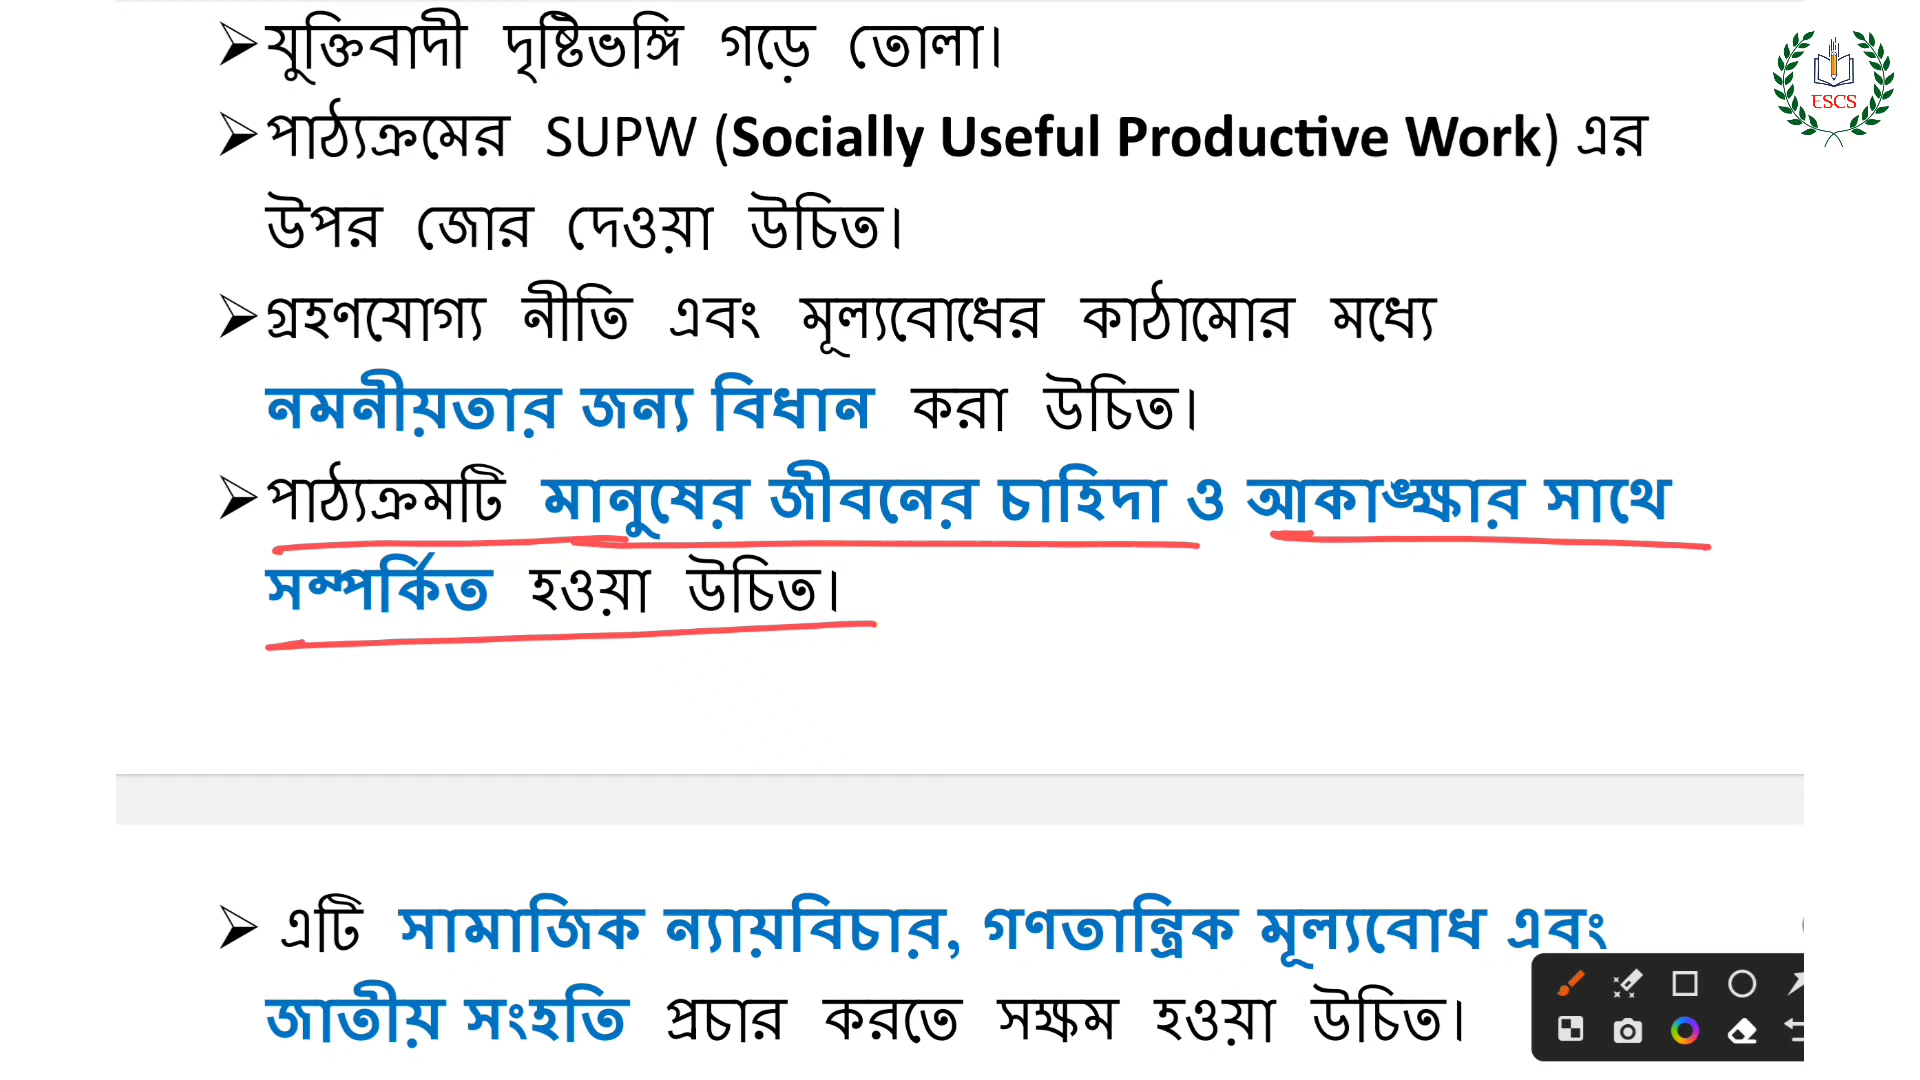 ➢যুক্তিবাদী দৃষ্টিভঙ্গি গড়ে তোলা।
➢পাঠ্যক্রমের SUPW (Socially Useful Productive Work) এর
উপর জোর দেওয়া উচিত।
➢গ্রহণযোগ্য নীতি এবং মূল্যবোধের কাঠামোর মধ্যে
নমনীয়তার জন্য বিধান করা উচিত।
➢পাঠ্যক্রমটি মানুষের জীবনের চাহিদা ও আকাঙ্ক্ষার সাথে
সম্পর্কিত হওয়া উচিত।
➢ এটি সামাজিক ন্যায়বিচার, গণতান্ত্রিক মূল্যবোধ এবং
জাতীয় সংহতি প্রচার করতে সক্ষম হওয়া উচিত।
ESCS